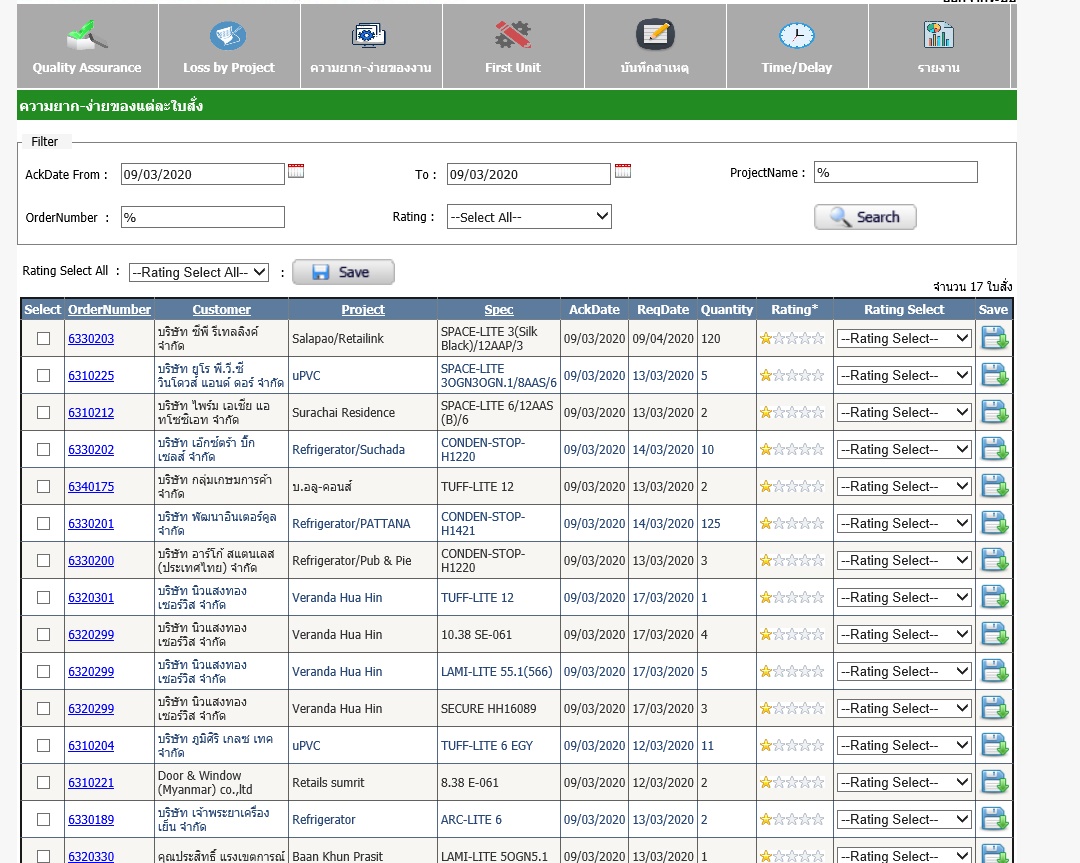 Quality Assurance
Loss by Project
ความยาก-ง่ายของงาน
First Unit
บันทึกสาเหตุ
Time/Delay
รายงาน
ความยาก-ง่ายของแต่ละใบสั่ง
Filter
AckDate From : 09/03/2020 To : 09/03/2020 ProjectName : %
OrderNumber : % Rating : --Select All-- Search
Rating Select All : --Rating Select All-- : Save
จำนวน 17 ใบสั่ง
Select OrderNumber Customer Project Spec AckDate ReqDate Quantity Rating* Rating Select Save
6330203 บริษัท ซีพี รีเทลลิงค์ จำกัด Salapao/Retailink SPACE-LITE 3(Silk Black)/12AAP/3 09/03/2020 09/04/2020 120 --Rating Select--
6310225 บริษัท ยูโร พี.วี.ซี วินโดวส์ แอนด์ ดอร์ จำกัด uPVC SPACE-LITE 3OGN3OGN.1/8AAS/6 09/03/2020 13/03/2020 5 --Rating Select--
6310212 บริษัท ไพร์ม เอเชีย แอทโซซิเอท จำกัด Surachai Residence SPACE-LITE 6/12AAS (B)/6 09/03/2020 13/03/2020 2 --Rating Select--
6330202 บริษัท เอ๊กซ์ตร้า บิ๊ก เซลส์ จำกัด Refrigerator/Suchada CONDEN-STOP-H1220 09/03/2020 14/03/2020 10 --Rating Select--
6340175 บริษัท กลุ่มเกษมการค้า จำกัด บ.อลู-คอนส์ TUFF-LITE 12 09/03/2020 13/03/2020 2 --Rating Select--
6330201 บริษัท พัฒนาอินเตอร์คูล จำกัด Refrigerator/PATTANA CONDEN-STOP-H1421 09/03/2020 14/03/2020 125 --Rating Select--
6330200 บริษัท อาร์โก้ สแตนเลส (ประเทศไทย) จำกัด Refrigerator/Pub & Pie CONDEN-STOP-H1220 09/03/2020 13/03/2020 3 --Rating Select--
6320301 บริษัท นิวแสงทอง เซอร์วิส จำกัด Veranda Hua Hin TUFF-LITE 12 09/03/2020 17/03/2020 1 --Rating Select--
6320299 บริษัท นิวแสงทอง เซอร์วิส จำกัด Veranda Hua Hin 10.38 SE-061 09/03/2020 17/03/2020 4 --Rating Select--
6320299 บริษัท นิวแสงทอง เซอร์วิส จำกัด Veranda Hua Hin LAMI-LITE 55.1(566) 09/03/2020 17/03/2020 5 --Rating Select--
6320299 บริษัท นิวแสงทอง เซอร์วิส จำกัด Veranda Hua Hin SECURE HH16089 09/03/2020 17/03/2020 3 --Rating Select--
6310204 บริษัท ภูมิศิริ เกลซ เทค จำกัด uPVC TUFF-LITE 6 EGY 09/03/2020 12/03/2020 11 --Rating Select--
6310221 Door & Window (Myanmar) co.,ltd Retails sumrit 8.38 E-061 09/03/2020 12/03/2020 2 --Rating Select--
6330189 บริษัท เจ้าพระยาเครื่องเย็น จำกัด Refrigerator ARC-LITE 6 09/03/2020 13/03/2020 2 --Rating Select--
6320330 คุณประสิทธิ์ แรงเขตการณ์ Baan Khun Prasit LAMI-LITE 5OGN5.1 09/03/2020 13/03/2020 1 --Rating Select--